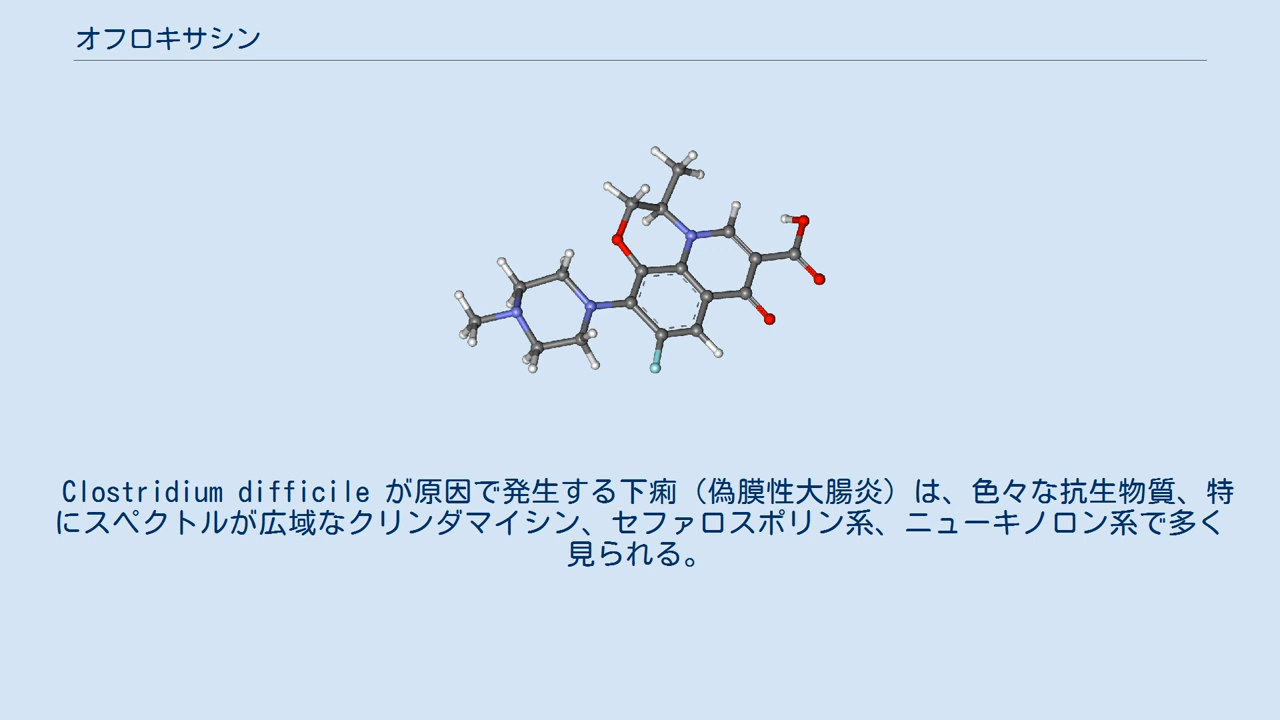 オフロキサシン
Clostridium difficile が原因で発生する下痢（偽膜性大腸炎）は、色々な抗生物質、特
にスペクトルが広域なクリンダマイシン、セファロスポリン系、ニューキノロン系で多く
見られる。